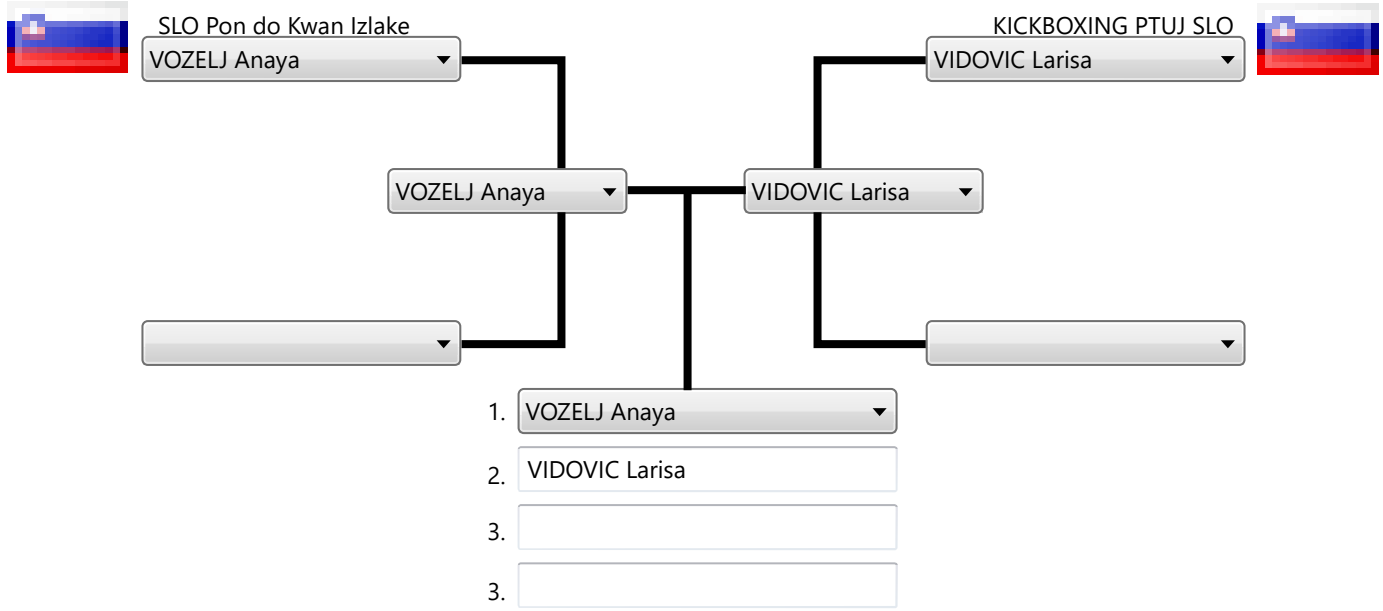 SLO Pon do Kwan Izlake
KICKBOXING PTUJ SLO
VOZELJ Anaya
VIDOVIC Larisa
VOZELJ Anaya
VIDOVIC Larisa
1. VOZELJ Anaya
2. VIDOVIC Larisa
3.
3.